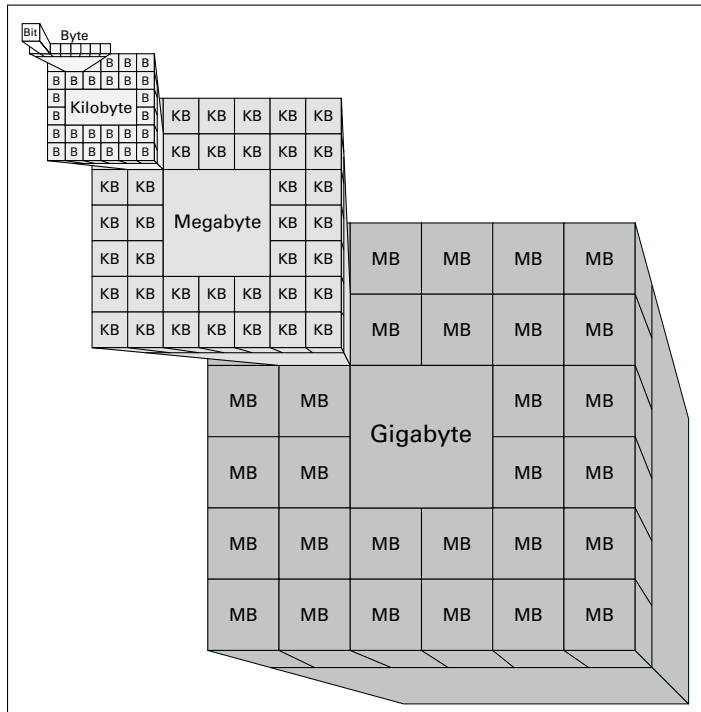 Bit
Byte
B B B
B B B B B B
B B
Kilobyte
B B
B B B B B B
B B B B B B
KB KB KB KB KB
KB KB KB KB KB
KB KB KB KB
KB KB Megabyte KB KB
KB KB KB KB
KB KB KB KB KB KB KB
KB KB KB KB KB KB KB
MB MB MB MB
MB MB MB MB
MB MB MB MB
Gigabyte
MB MB MB MB
MB MB MB MB MB MB
MB MB MB MB MB MB